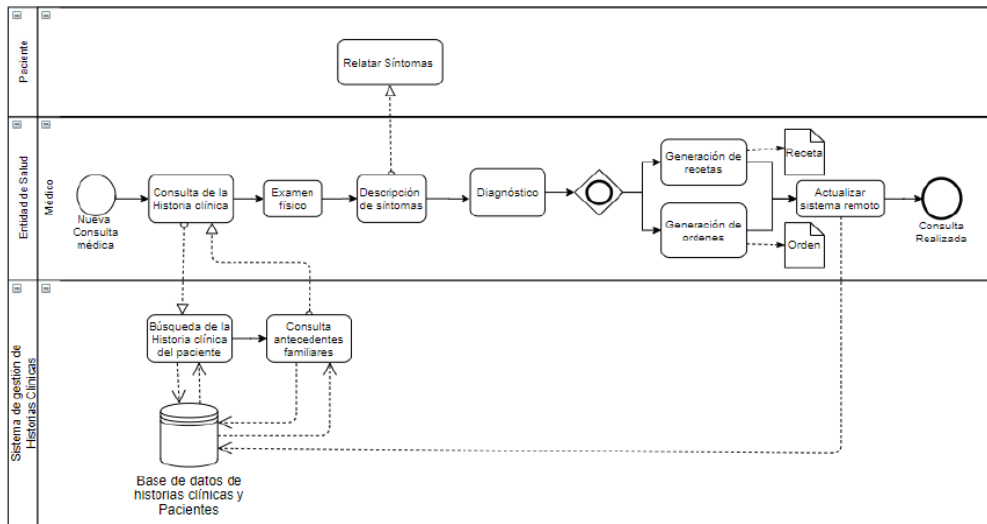 Paciente
Relatar Síntomas
Entidad de Salud
Médico
Nueva
Consulta
médica
Consulta de la
Historia clínica
Examen
físico
Descripción
de síntomas
Diagnóstico
Generación de
recetas
Receta
Generación de
ordenes
Orden
Actualizar
sistema remoto
Consulta
Realizada
Sistema de gestión de
Historias Clínicas
Búsqueda de la
Historia clínica
del paciente
Consulta
antecedentes
familiares
Base de datos de
historias clínicas y
Pacientes